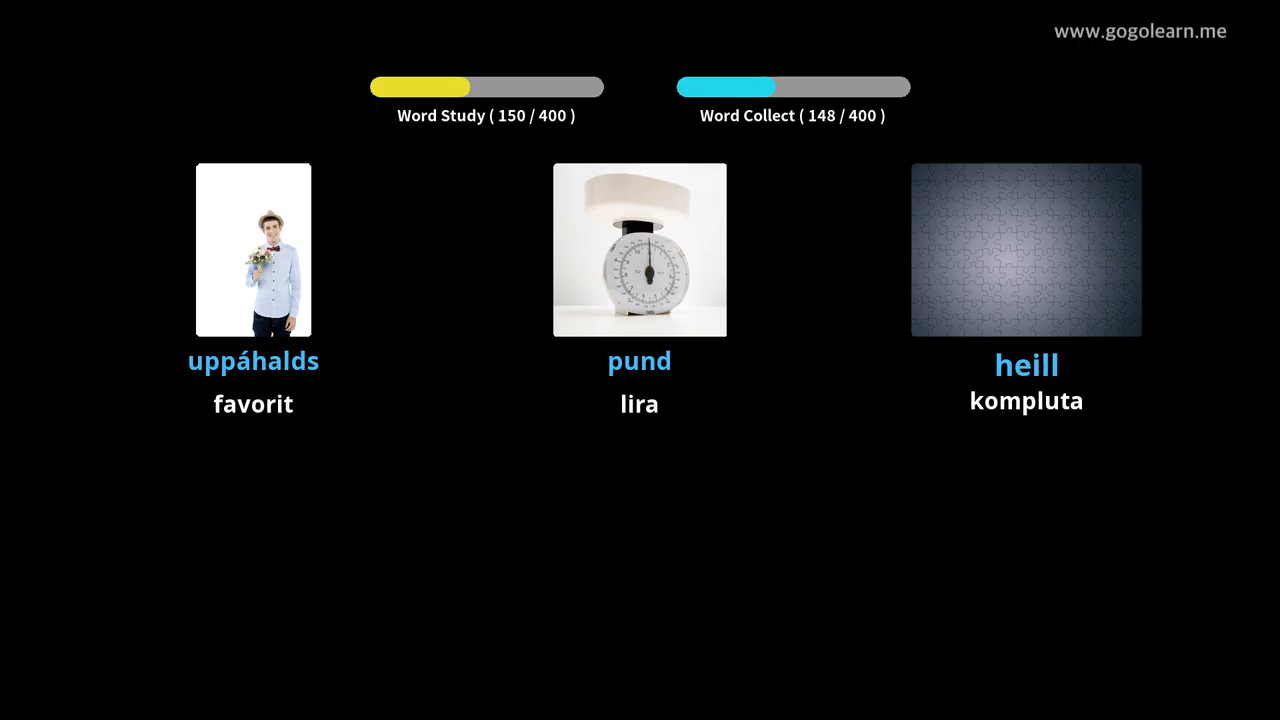 www.gogolearn.me
Word Study ( 150 / 400 )
Word Collect ( 148 / 400 )
uppáhalds
favorit
pund
lira
heill
kompluta